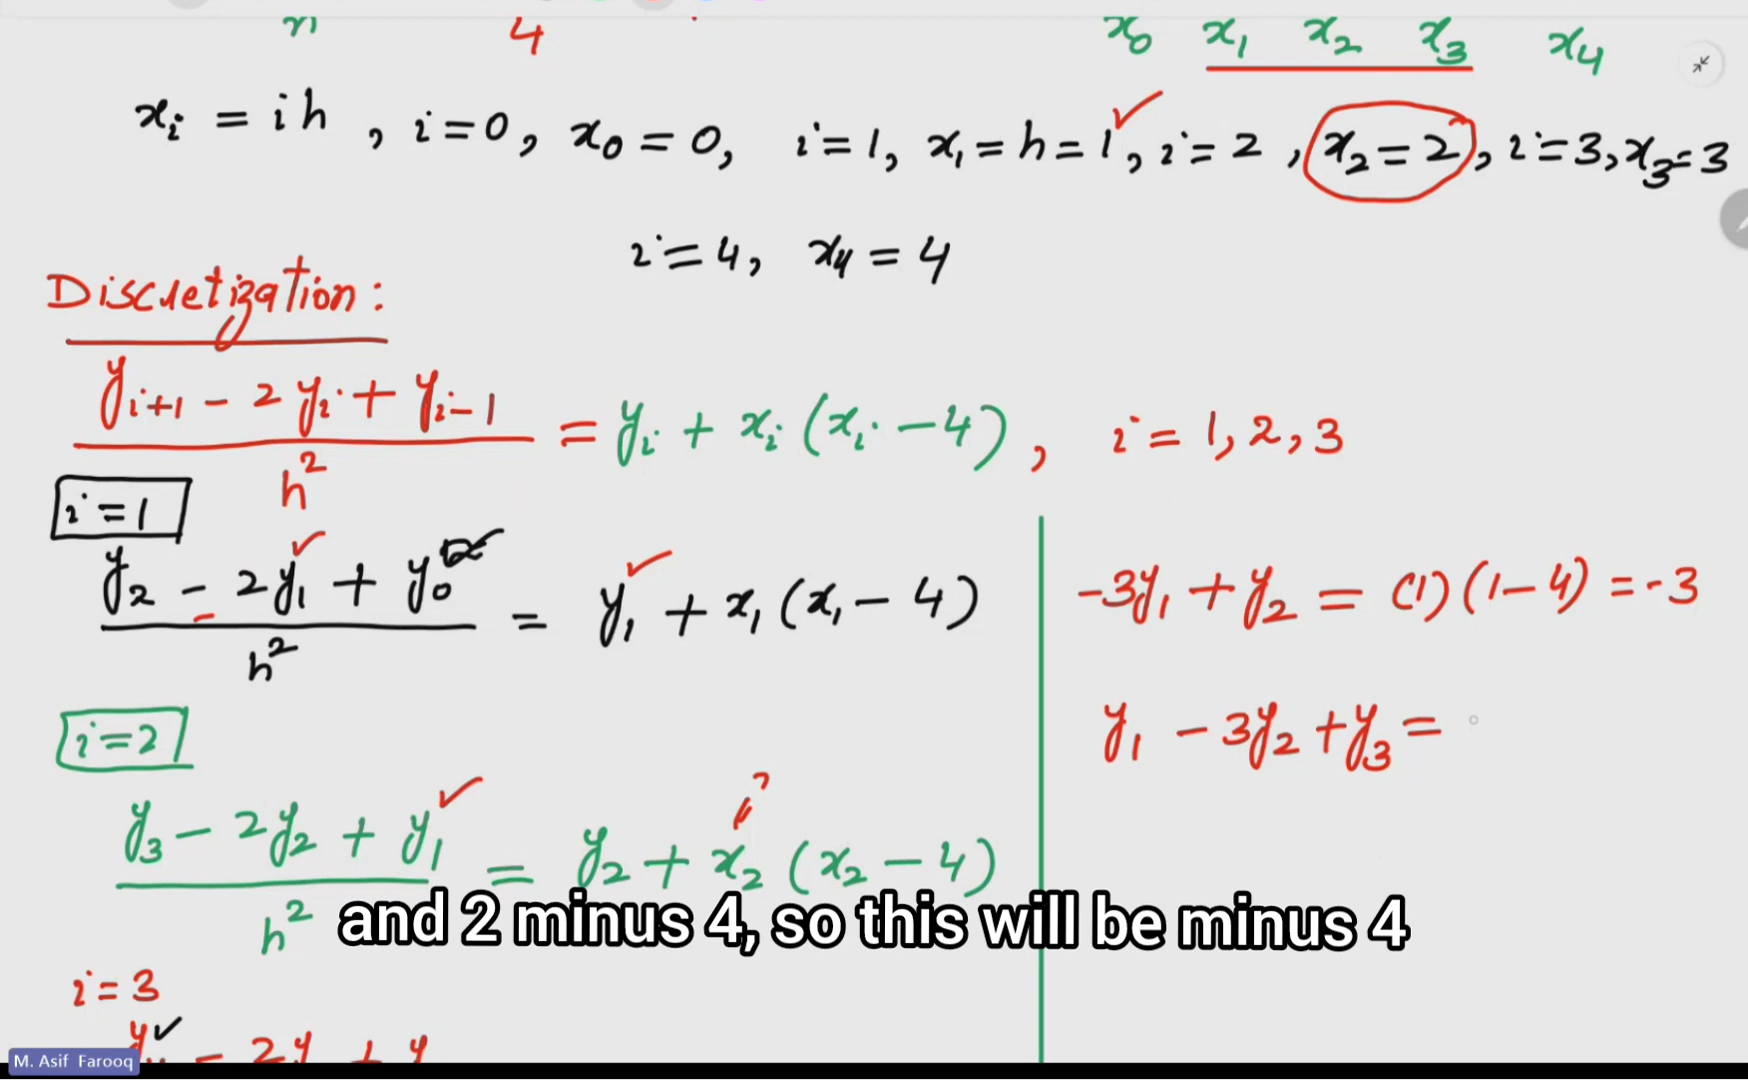 n 4 x₀ x₁ x₂ x₃ x₄
xᵢ = i h , i=0, x₀ = 0, i=1, x₁ = h = 1, i=2, x₂=2, i=3, x₃=3
i=4, x₄ = 4
Discretization:
(yᵢ₊₁ - 2yᵢ + yᵢ₋₁)/h² = yᵢ + xᵢ(xᵢ - 4), i = 1, 2, 3
i=1
(y₂ - 2y₁ + y₀)/h² = y₁ + x₁(x₁ - 4)
-3y₁ + y₂ = (1)(1-4) = -3
i=2
y₁ - 3y₂ + y₃ =
(y₃ - 2y₂ + y₁)/h² = y₂ + x₂(x₂ - 4)
and 2 minus 4, so this will be minus 4
i=3
M. Asif Farooq